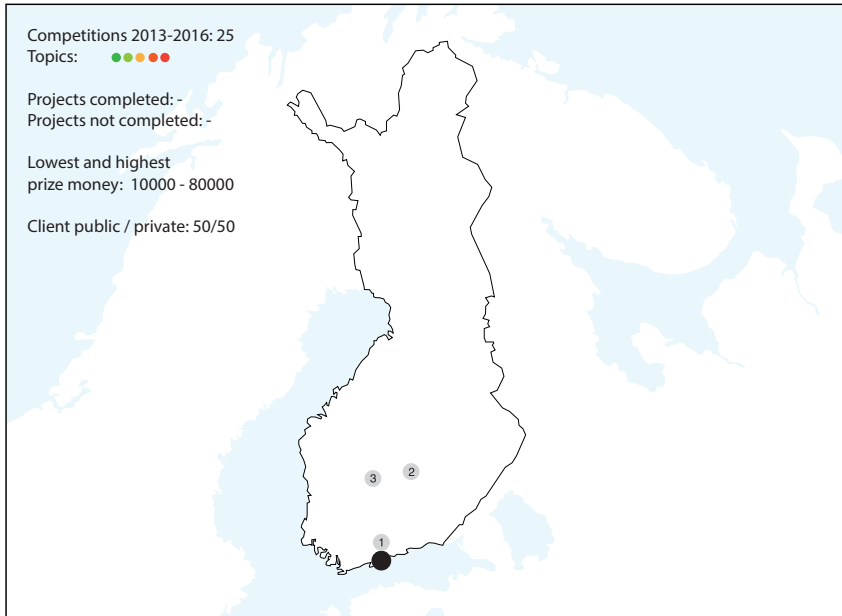 Competitions 2013-2016: 25
Topics:
Projects completed: -
Projects not completed: -
Lowest and highest
prize money: 10000 - 80000
Client public / private: 50/50
3
2
1